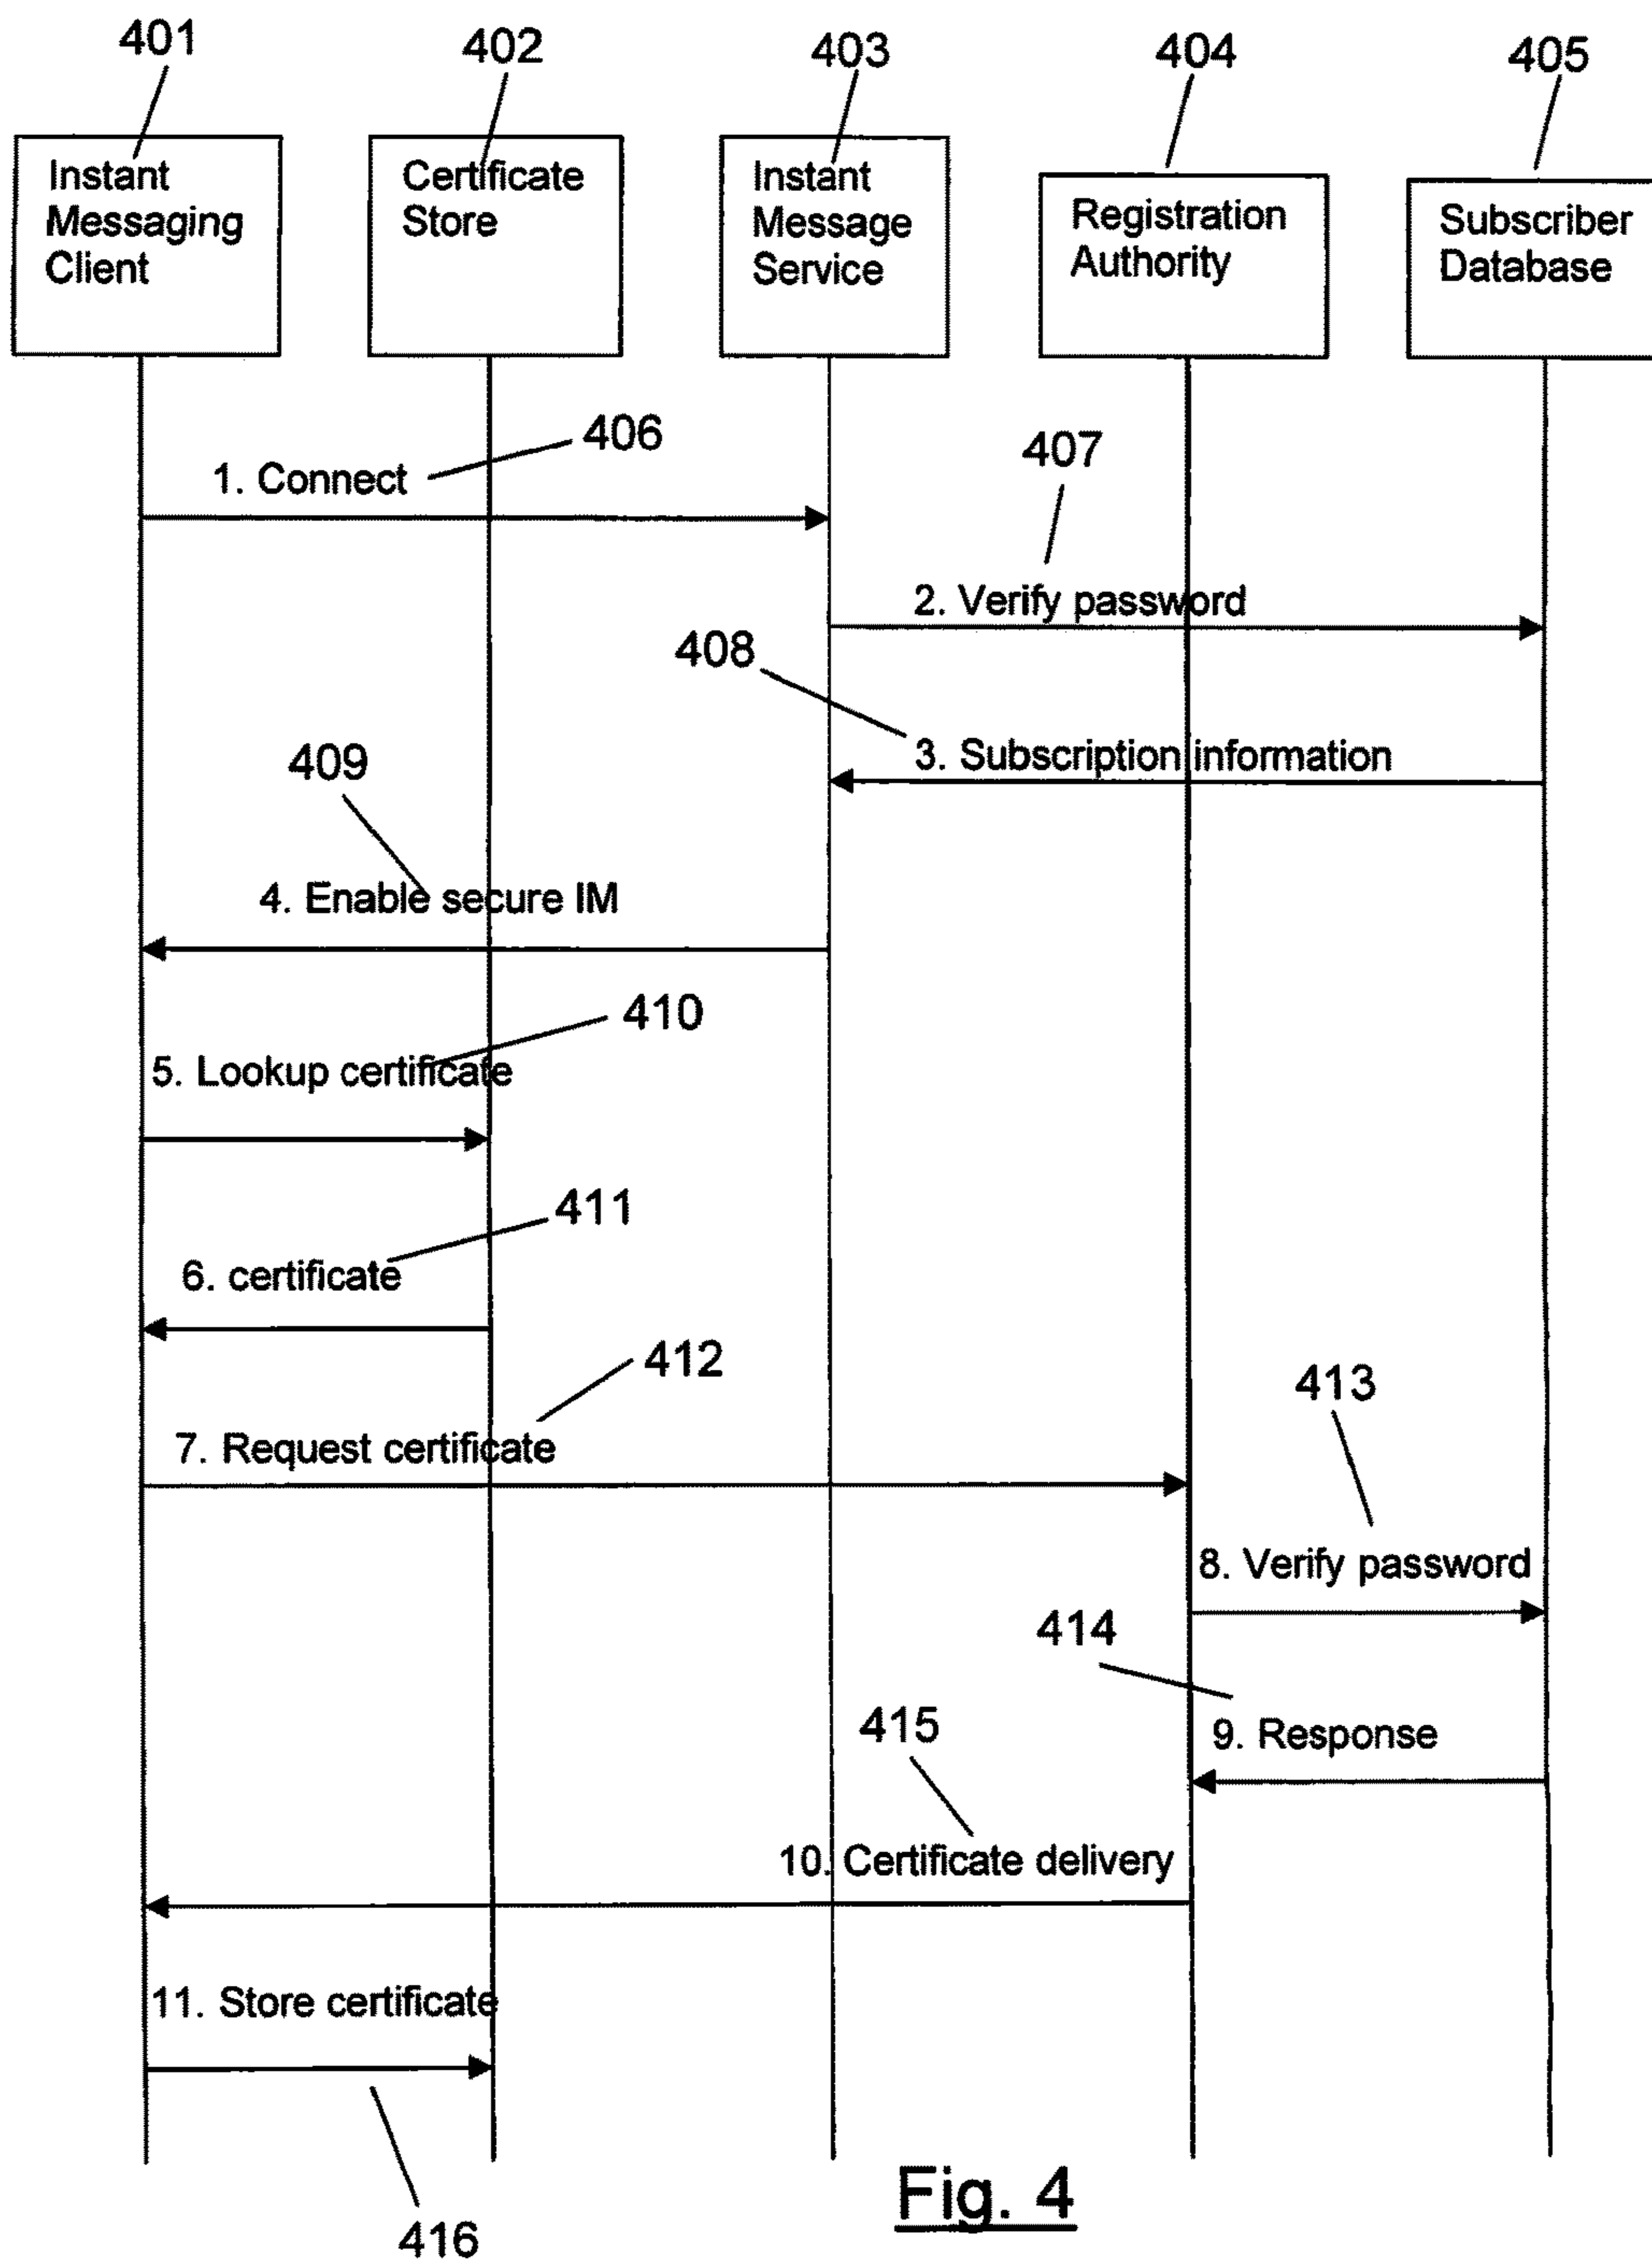 401
402
403
404
405
Instant
Messaging
Client
Certificate
Store
Instant
Message
Service
Registration
Authority
Subscriber
Database
406
1. Connect
407
2. Verify password
408
3. Subscription information
409
4. Enable secure IM
410
5. Lookup certificate
411
6. certificate
412
7. Request certificate
413
8. Verify password
414
9. Response
415
10. Certificate delivery
11. Store certificate
416
Fig. 4